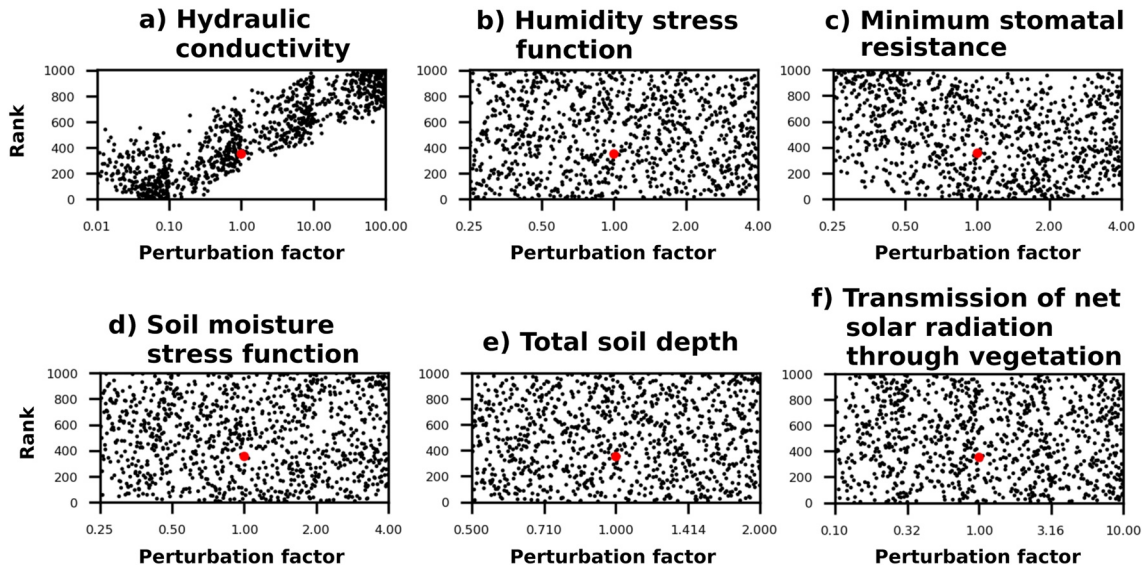 a) Hydraulic
conductivity
b) Humidity stress
function
c) Minimum stomatal
resistance
Rank
1000
800
600
400
200
0
0.01 0.10 1.00 10.00 100.00
Perturbation factor
1000
800
600
400
200
0
0.25 0.50 1.00 2.00 4.00
Perturbation factor
1000
800
600
400
200
0
0.25 0.50 1.00 2.00 4.00
Perturbation factor
d) Soil moisture
stress function
e) Total soil depth
f) Transmission of net
solar radiation
through vegetation
Rank
1000
800
600
400
200
0
0.25 0.50 1.00 2.00 4.00
Perturbation factor
1000
800
600
400
200
0
0.500 0.710 1.000 1.414 2.000
Perturbation factor
1000
800
600
400
200
0
0.10 0.32 1.00 3.16 10.00
Perturbation factor